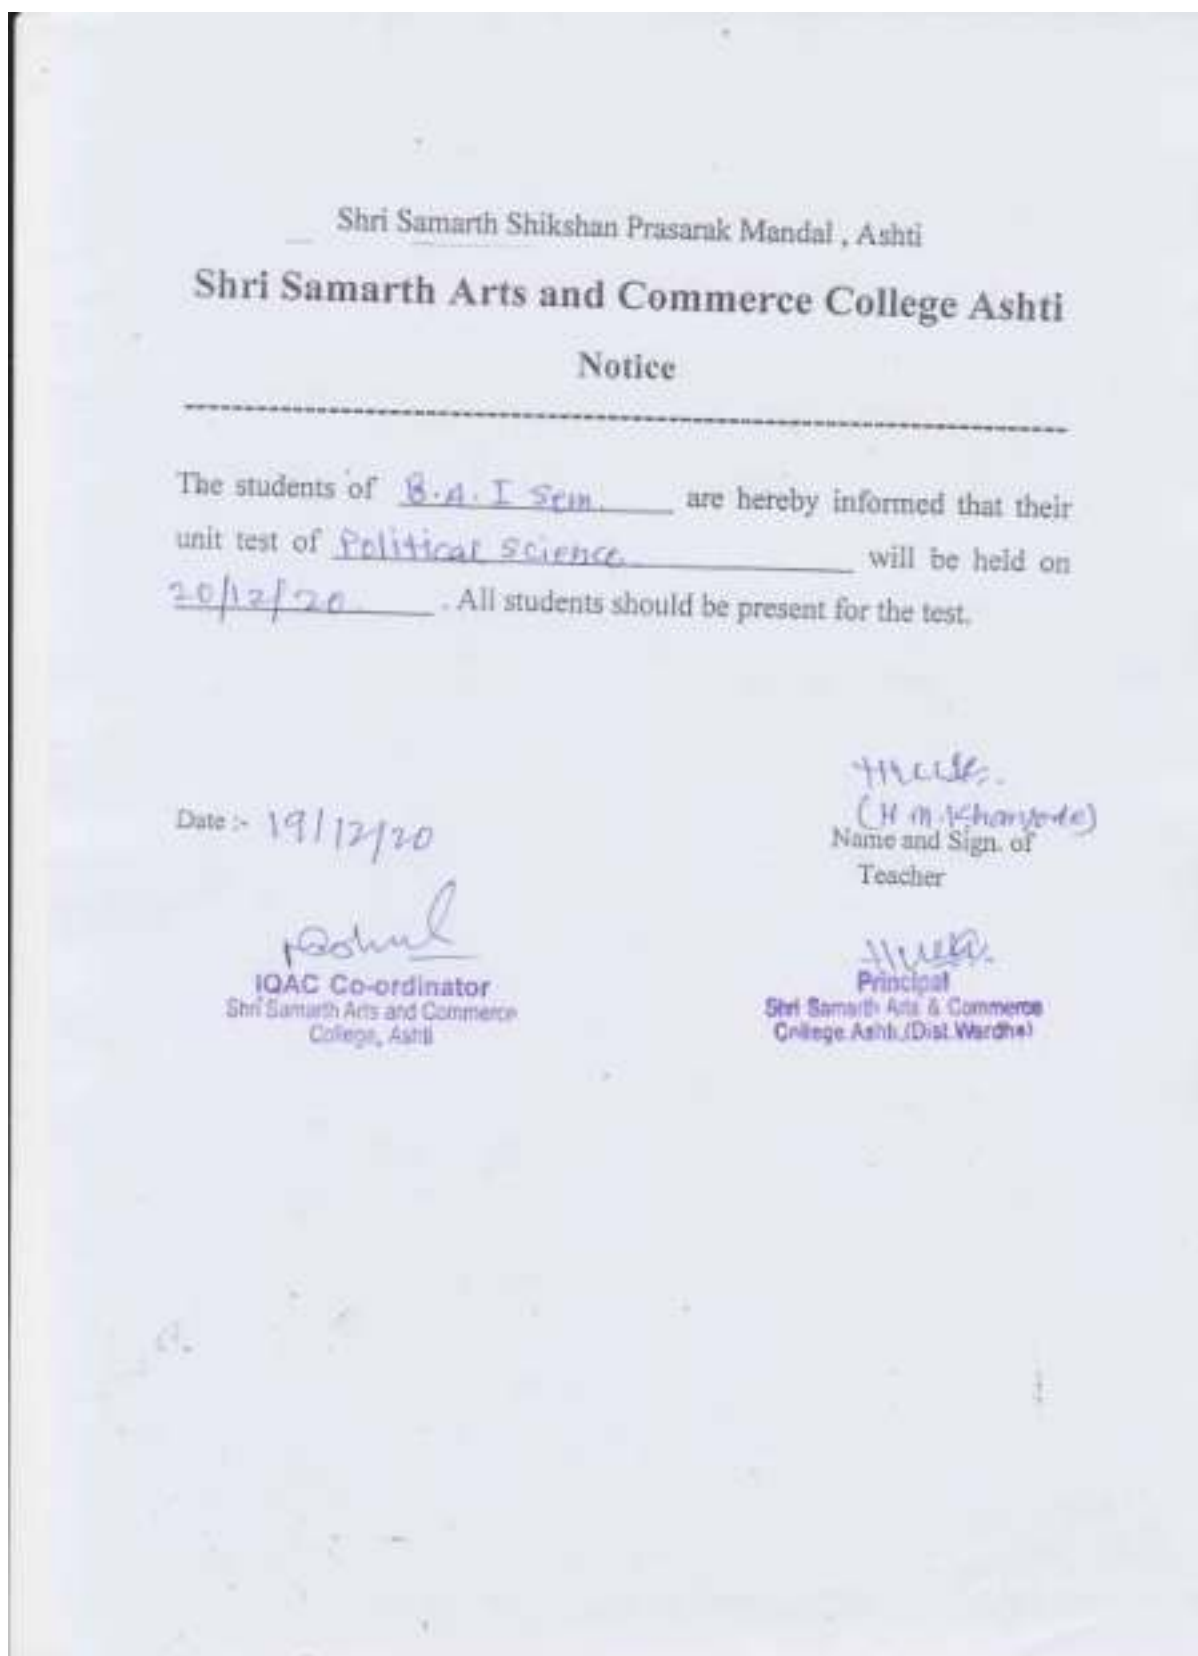 Shri Samarth Shikshan Prasarak Mandal , Ashti
Shri Samarth Arts and Commerce College Ashti
Notice
The students of B.A. I Sem. are hereby informed that their
unit test of Political Science will be held on
20/12/20 . All students should be present for the test.
Date :- 19/12/20
(H M. Kharyode)
Name and Sign. of
Teacher
IQAC Co-ordinator
Shri Samarth Arts and Commerce
College, Ashti
Principal
Shri Samarth Arts & Commerce
College Ashti,(Dist.Wardha)